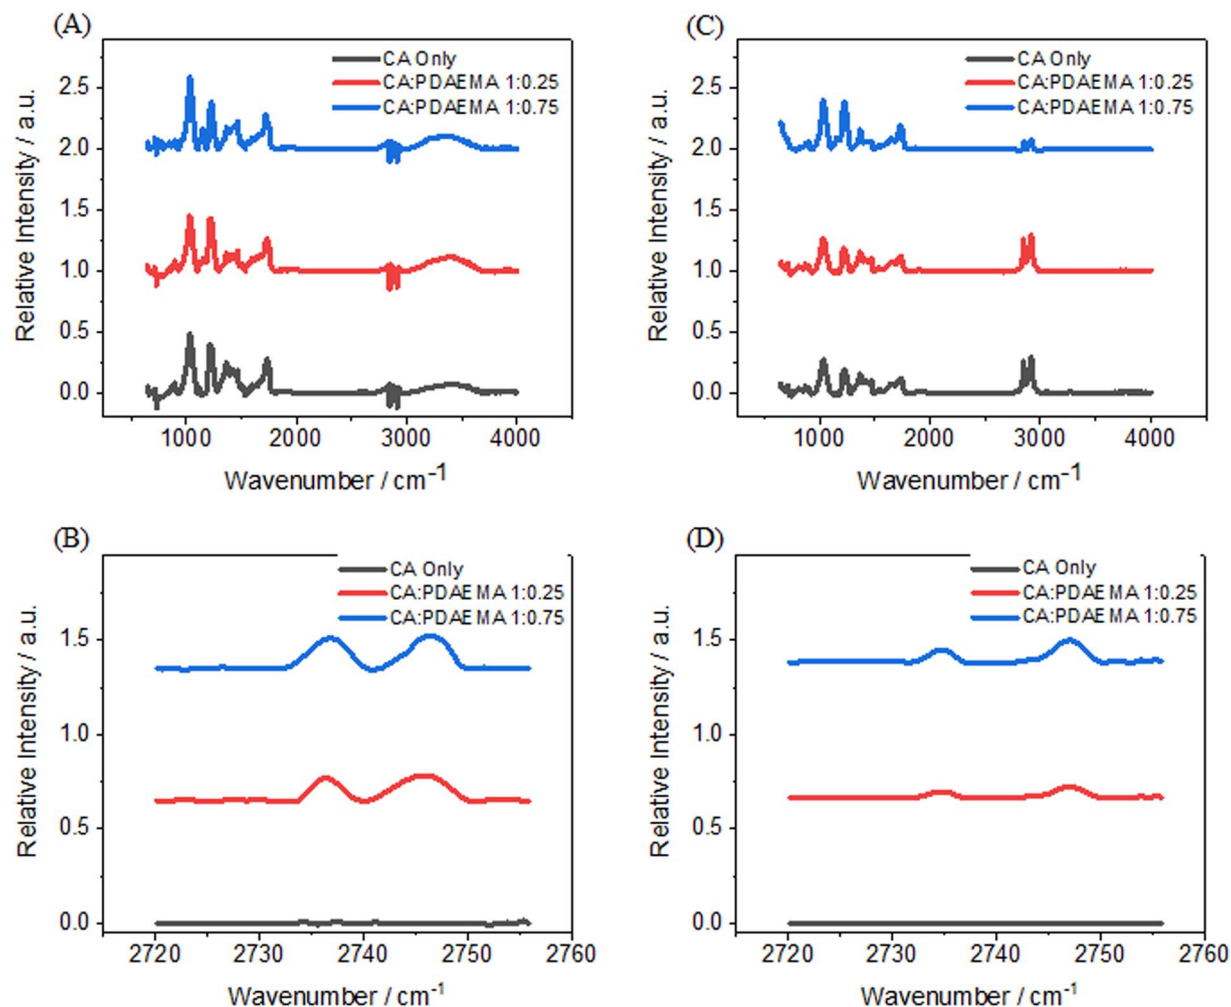 (A)
CA Only
CA:PDAEMA 1:0.25
CA:PDAEMA 1:0.75
2.5
2.0
1.5
1.0
0.5
0.0
Relative Intensity / a.u.
1000 2000 3000 4000
Wavenumber / cm-1
(C)
CA Only
CA:PDAEMA 1:0.25
CA:PDAEMA 1:0.75
2.5
2.0
1.5
1.0
0.5
0.0
Relative Intensity / a.u.
1000 2000 3000 4000
Wavenumber / cm-1
(B)
CA Only
CA:PDAEMA 1:0.25
CA:PDAEMA 1:0.75
1.5
1.0
0.5
0.0
Relative Intensity / a.u.
2720 2730 2740 2750 2760
Wavenumber / cm-1
(D)
CA Only
CA:PDAEMA 1:0.25
CA:PDAEMA 1:0.75
1.5
1.0
0.5
0.0
Relative Intensity / a.u.
2720 2730 2740 2750 2760
Wavenumber / cm-1